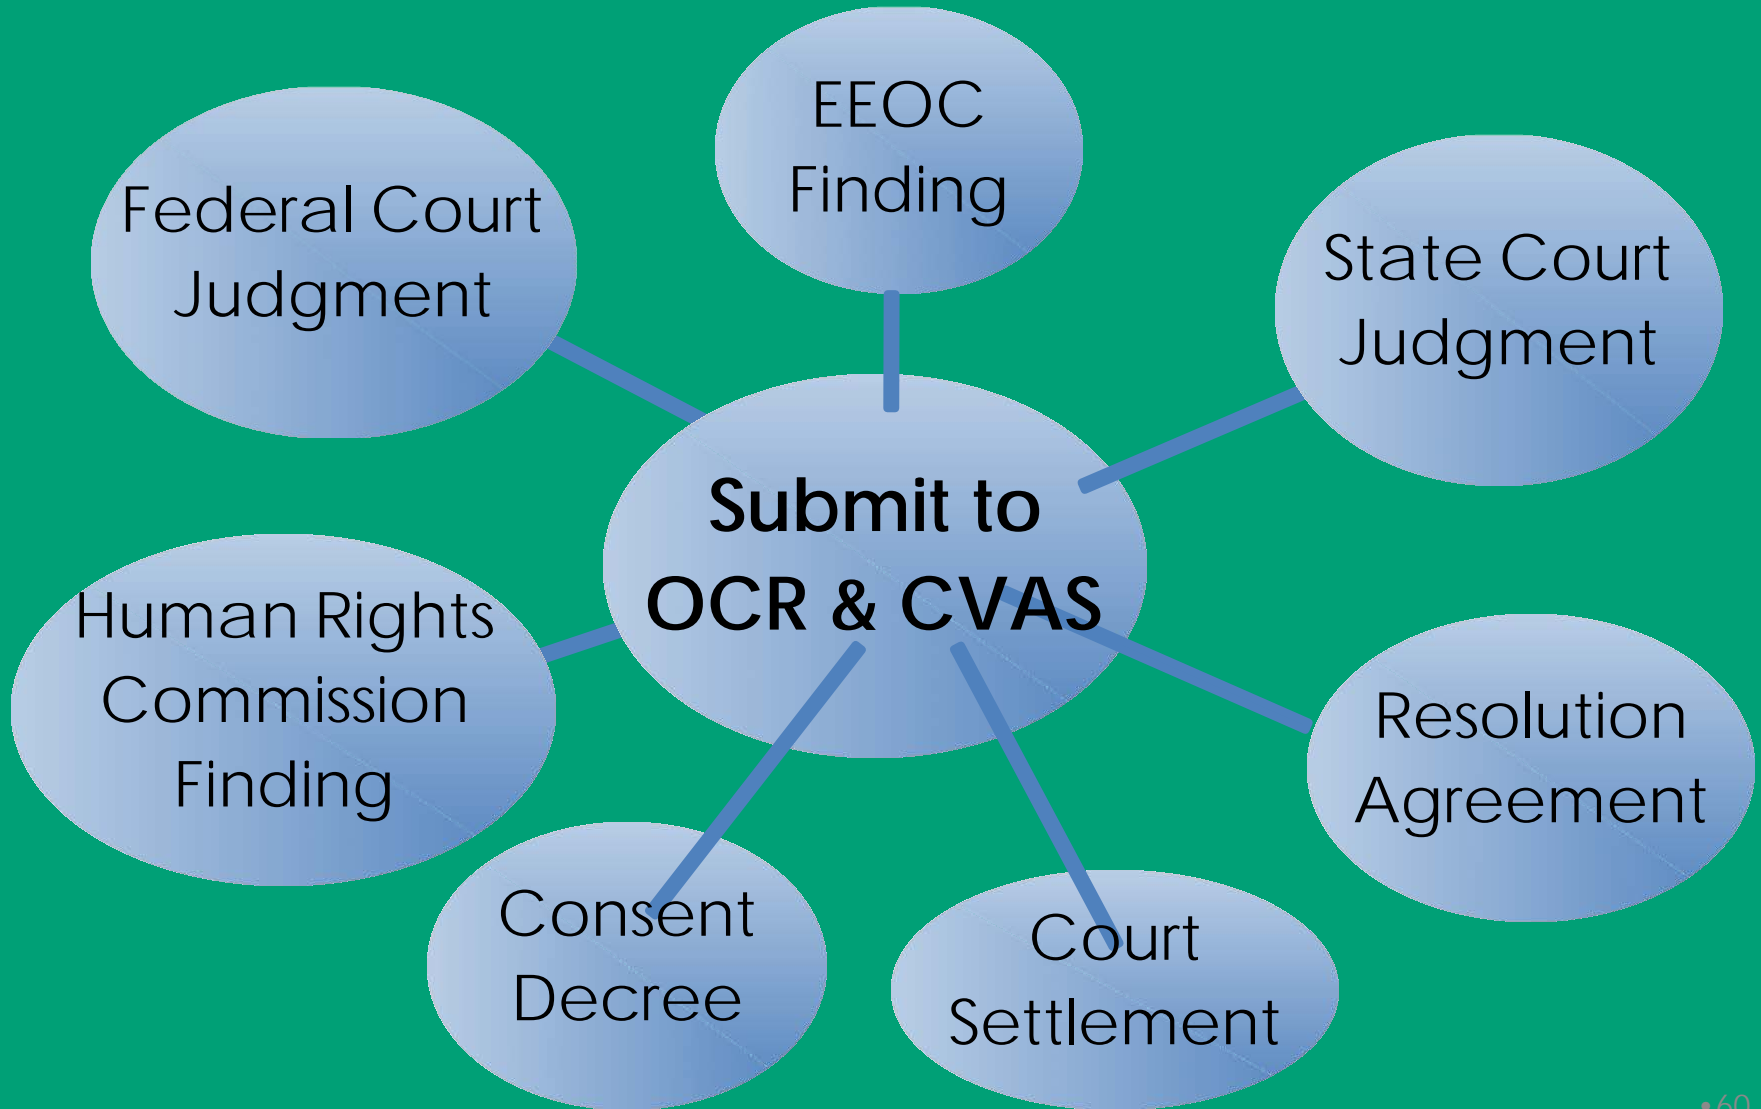 EEOC
Finding
Federal Court
Judgment
State Court
Judgment
Submit to
OCR & CVAS
Human Rights
Commission
Finding
Resolution
Agreement
Consent
Decree
Court
Settlement
•60